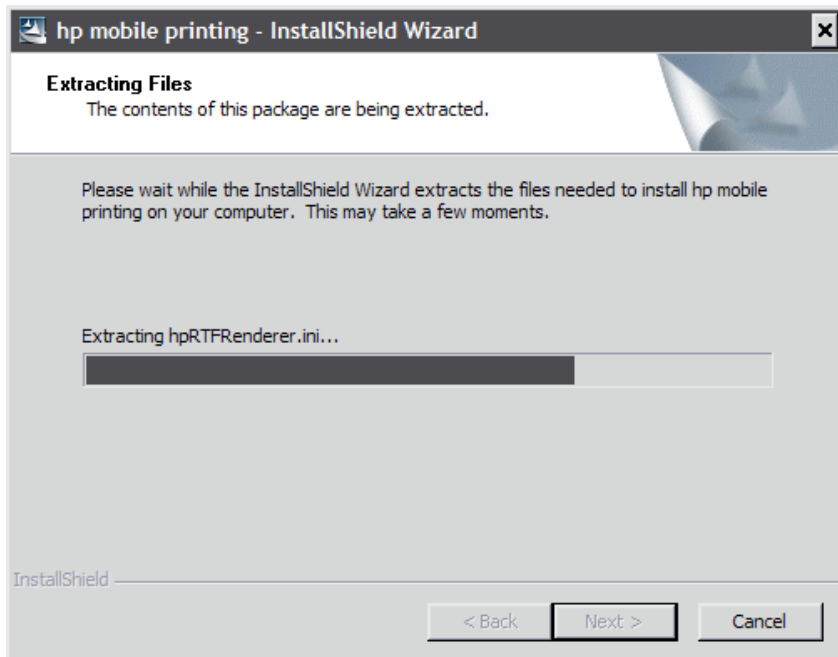 hp mobile printing - InstallShield Wizard
Extracting Files
The contents of this package are being extracted.
Please wait while the InstallShield Wizard extracts the files needed to install hp mobile
printing on your computer. This may take a few moments.
Extracting hpRTFRenderer.ini...
InstallShield
< Back Next > Cancel